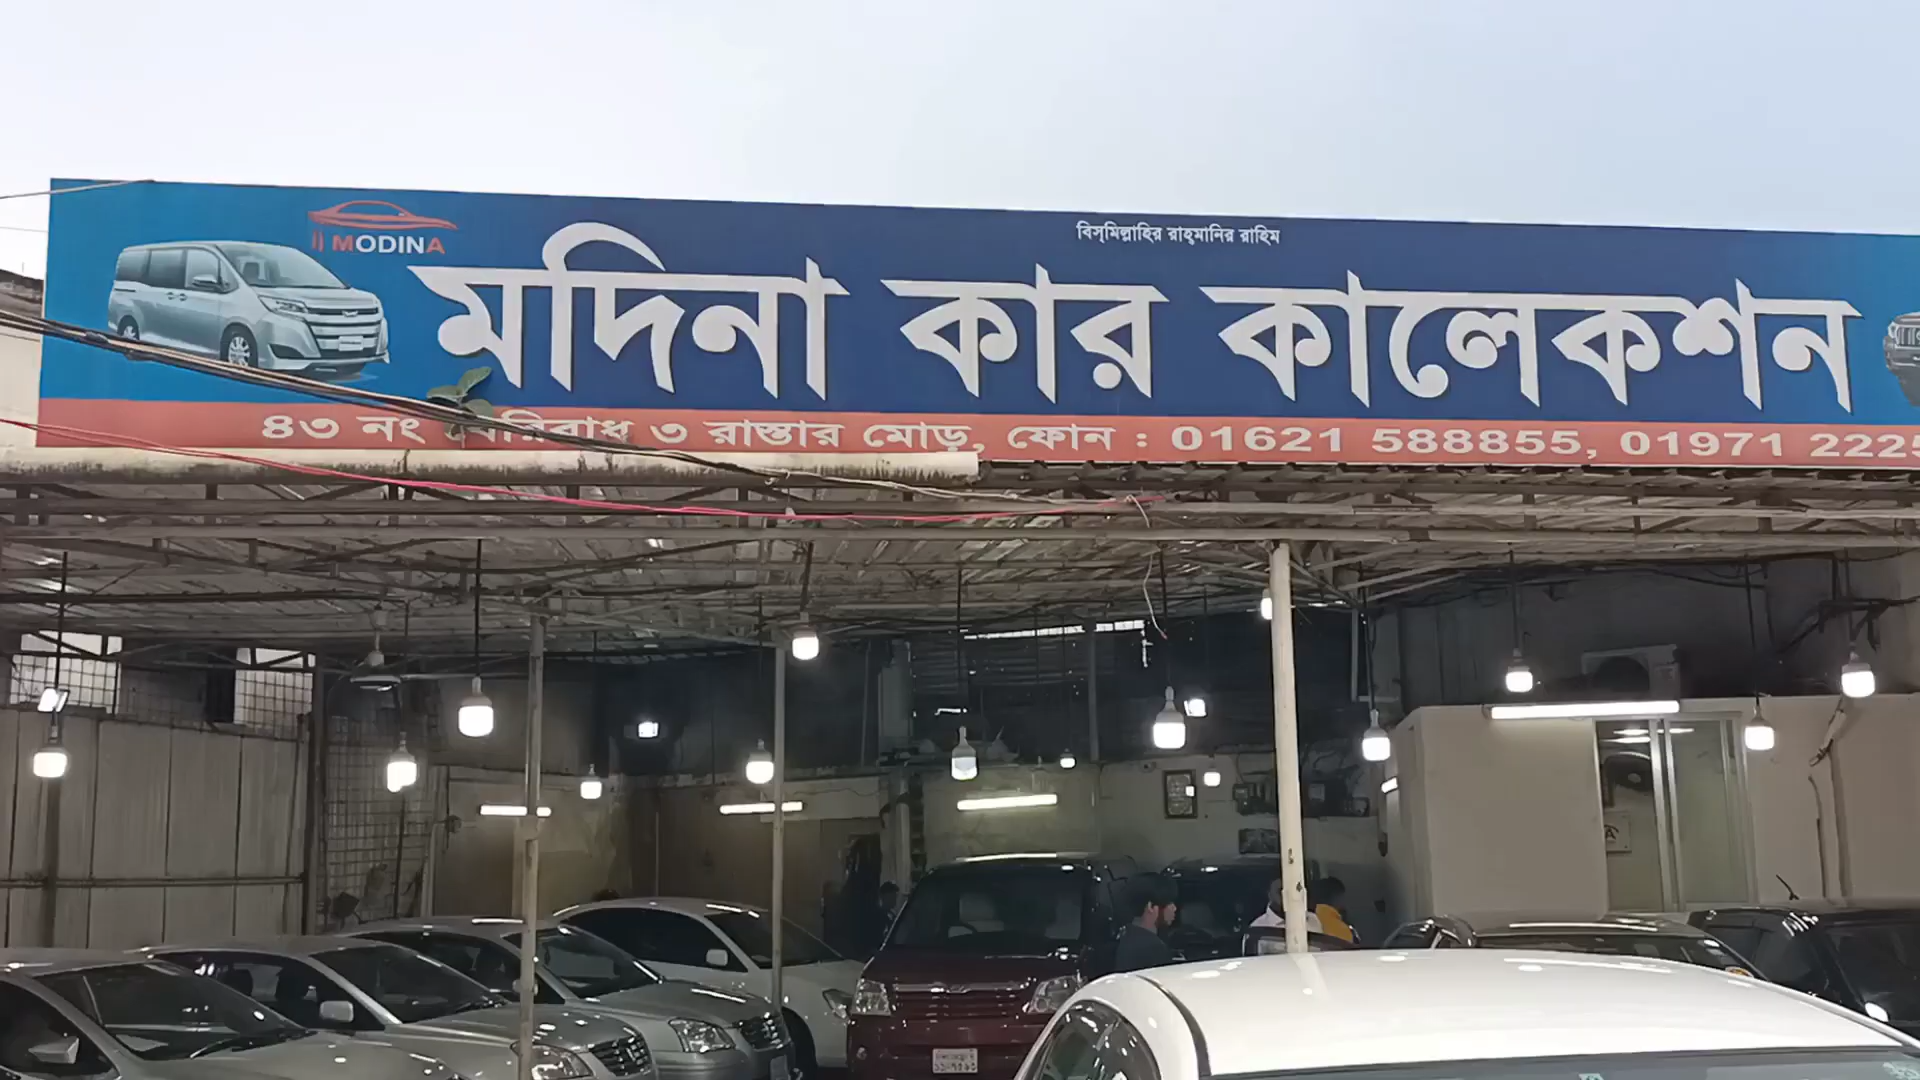 বিস্‌মিল্লাহির রাহ্‌মানির রাহিম
MODINA
মদিনা কার কালেকশন
৪৩ নং বেরিবাধ ৩ রাস্তার মোড়, ফোন : 01621 588855, 01971 2225